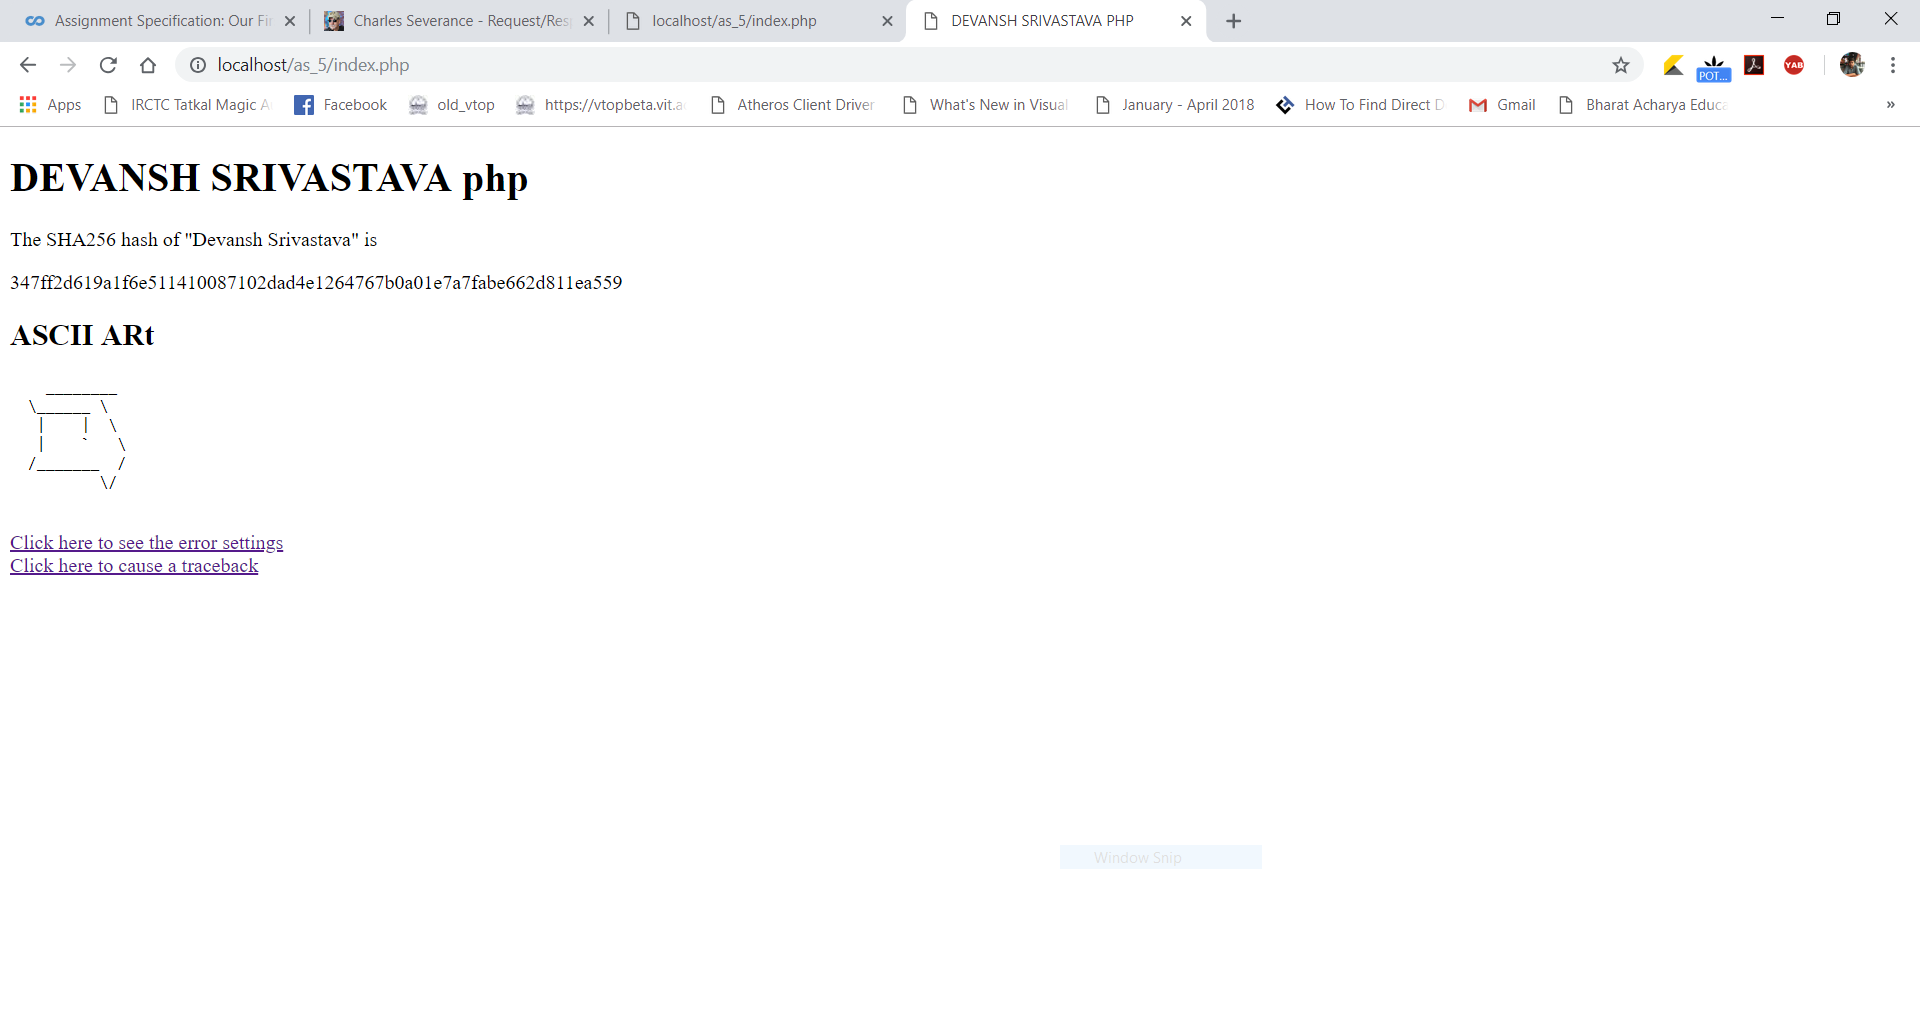 Assignment Specification: Our Fi
Charles Severance - Request/Res
localhost/as_5/index.php
DEVANSH SRIVASTAVA PHP
localhost/as_5/index.php
POT...
YAB
Apps
IRCTC Tatkal Magic A
Facebook
old_vtop
https://vtopbeta.vit.a
Atheros Client Driver
What's New in Visual
January - April 2018
How To Find Direct D
Gmail
Bharat Acharya Educa
»
DEVANSH SRIVASTAVA php
The SHA256 hash of "Devansh Srivastava" is
347ff2d619a1f6e511410087102dad4e1264767b0a01e7a7fabe662d811ea559
ASCII ARt
    ________
  \______ \
   |    |  \
   |    `   \
  /_______  /
          \/
Click here to see the error settings
Click here to cause a traceback
Window Snip